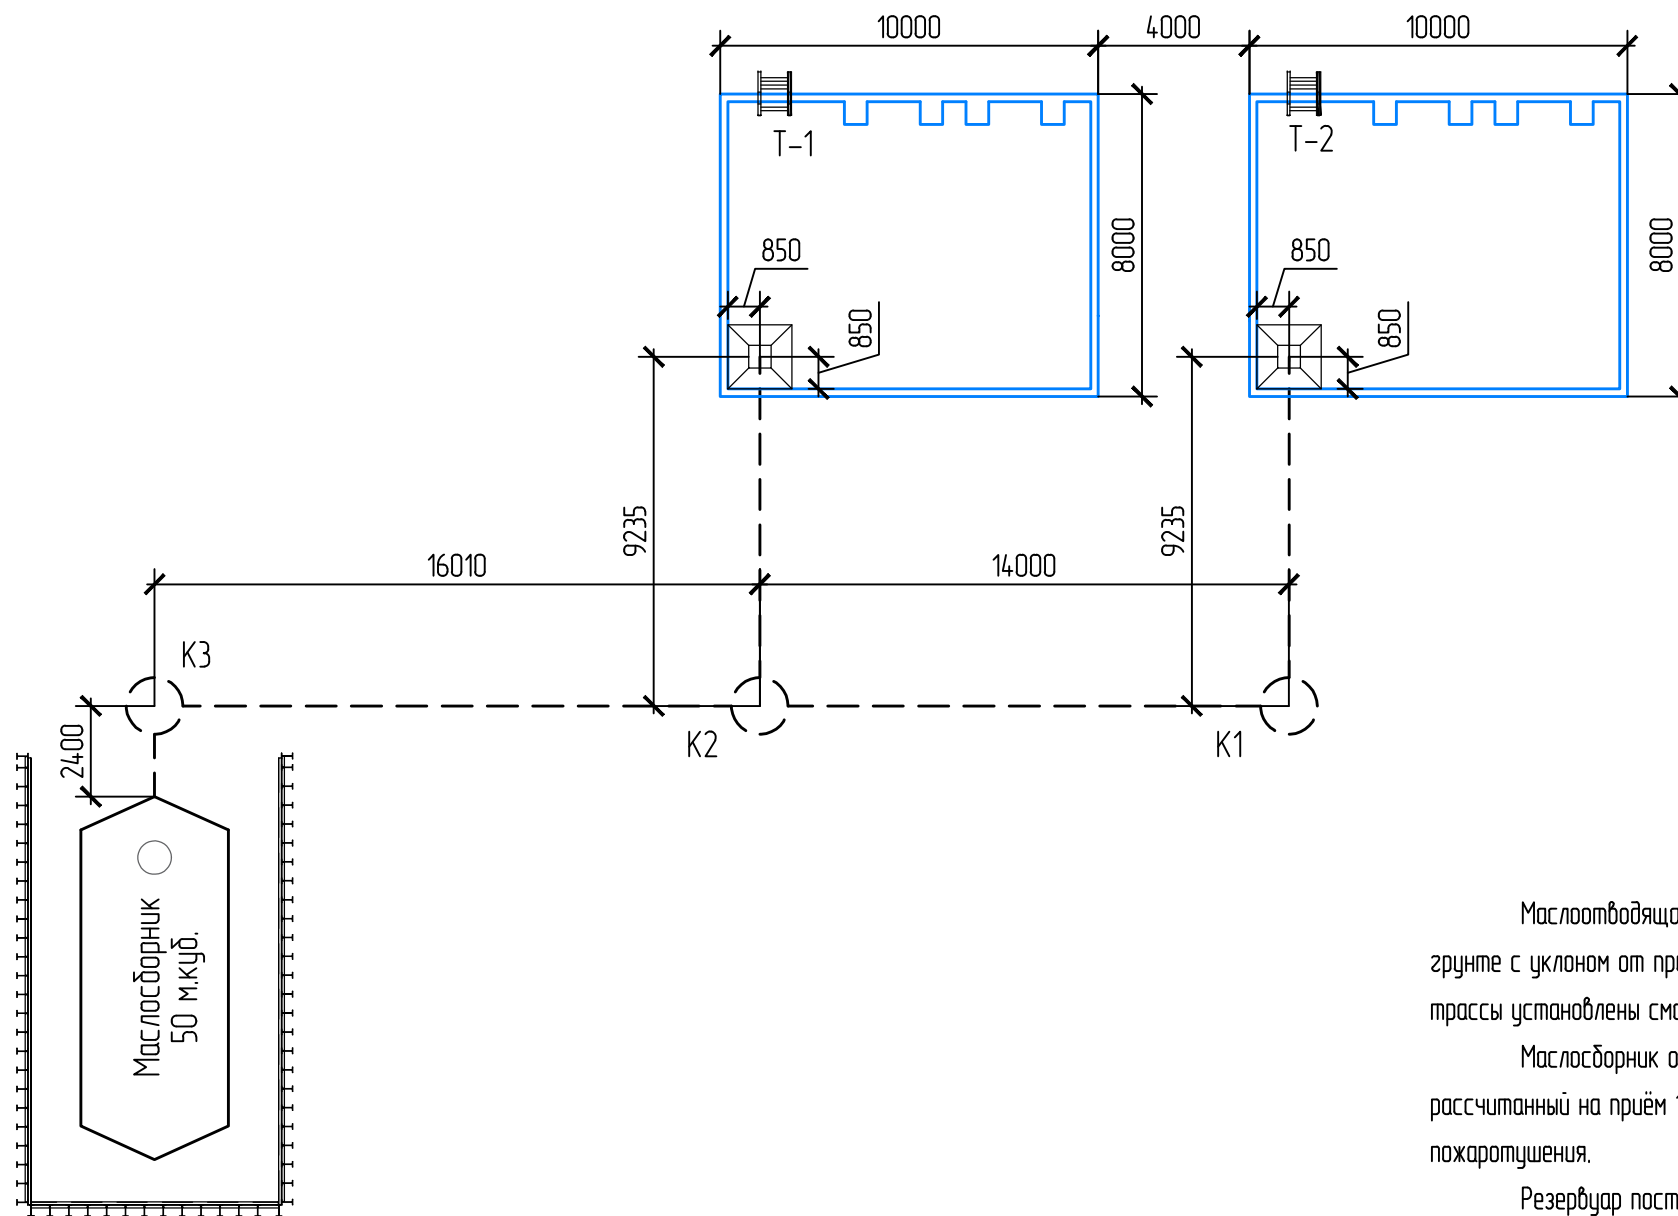 10000
4000
10000
Т-1
Т-2
850
850
8000
8000
850
850
9235
9235
16010
14000
К3
К2
К1
2400
Маслосборник
50 м.куб.
Маслоотводящ
грунте с уклоном от пр
трассы установлены см
Маслосборник о
рассчитанный на приём 1
пожаротушения.
Резервуар пост